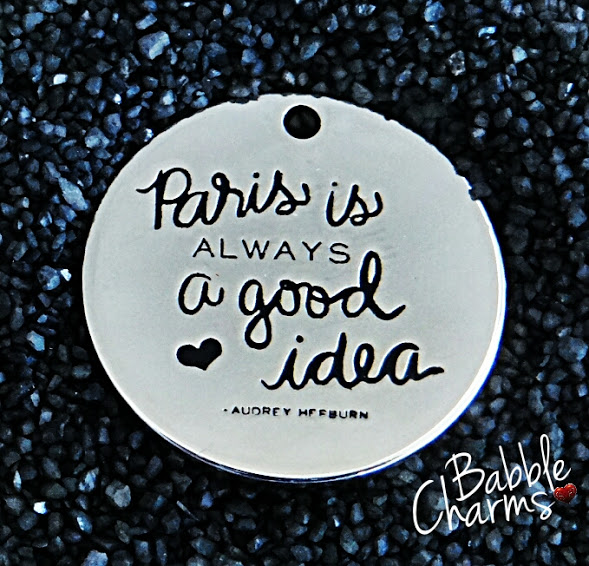 Paris is
ALWAYS
a good
idea
- AUDREY HEPBURN
Babble
Charms